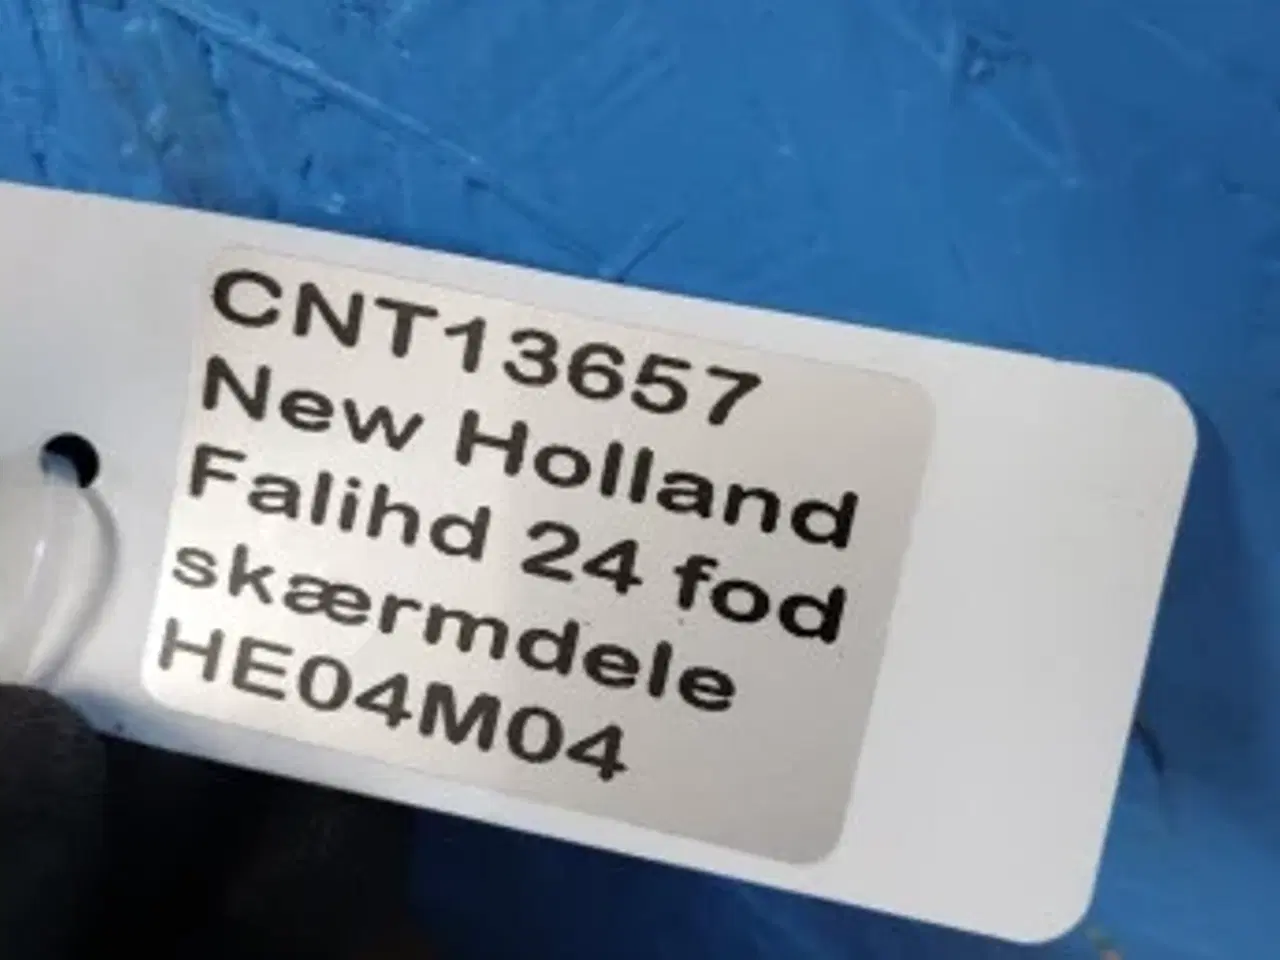 CNT13657
New Holland
Falihd 24 fod
skærmdele
HE04M04